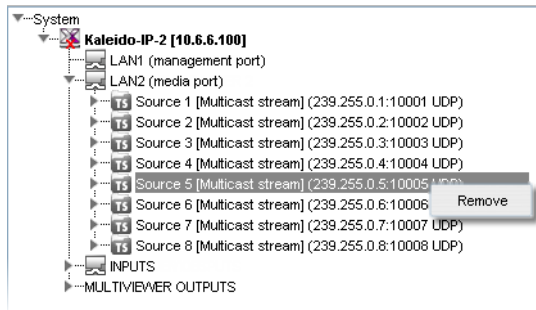 System
Kaleido-IP-2 [10.6.6.100]
LAN1 (management port)
LAN2 (media port)
TS Source 1 [Multicast stream] (239.255.0.1:10001 UDP)
TS Source 2 [Multicast stream] (239.255.0.2:10002 UDP)
TS Source 3 [Multicast stream] (239.255.0.3:10003 UDP)
TS Source 4 [Multicast stream] (239.255.0.4:10004 UDP)
TS Source 5 [Multicast stream] (239.255.0.5:10005 UDP)
TS Source 6 [Multicast stream] (239.255.0.6:10006
Remove
TS Source 7 [Multicast stream] (239.255.0.7:10007 UDP)
TS Source 8 [Multicast stream] (239.255.0.8:10008 UDP)
INPUTS
MULTIVIEWER OUTPUTS